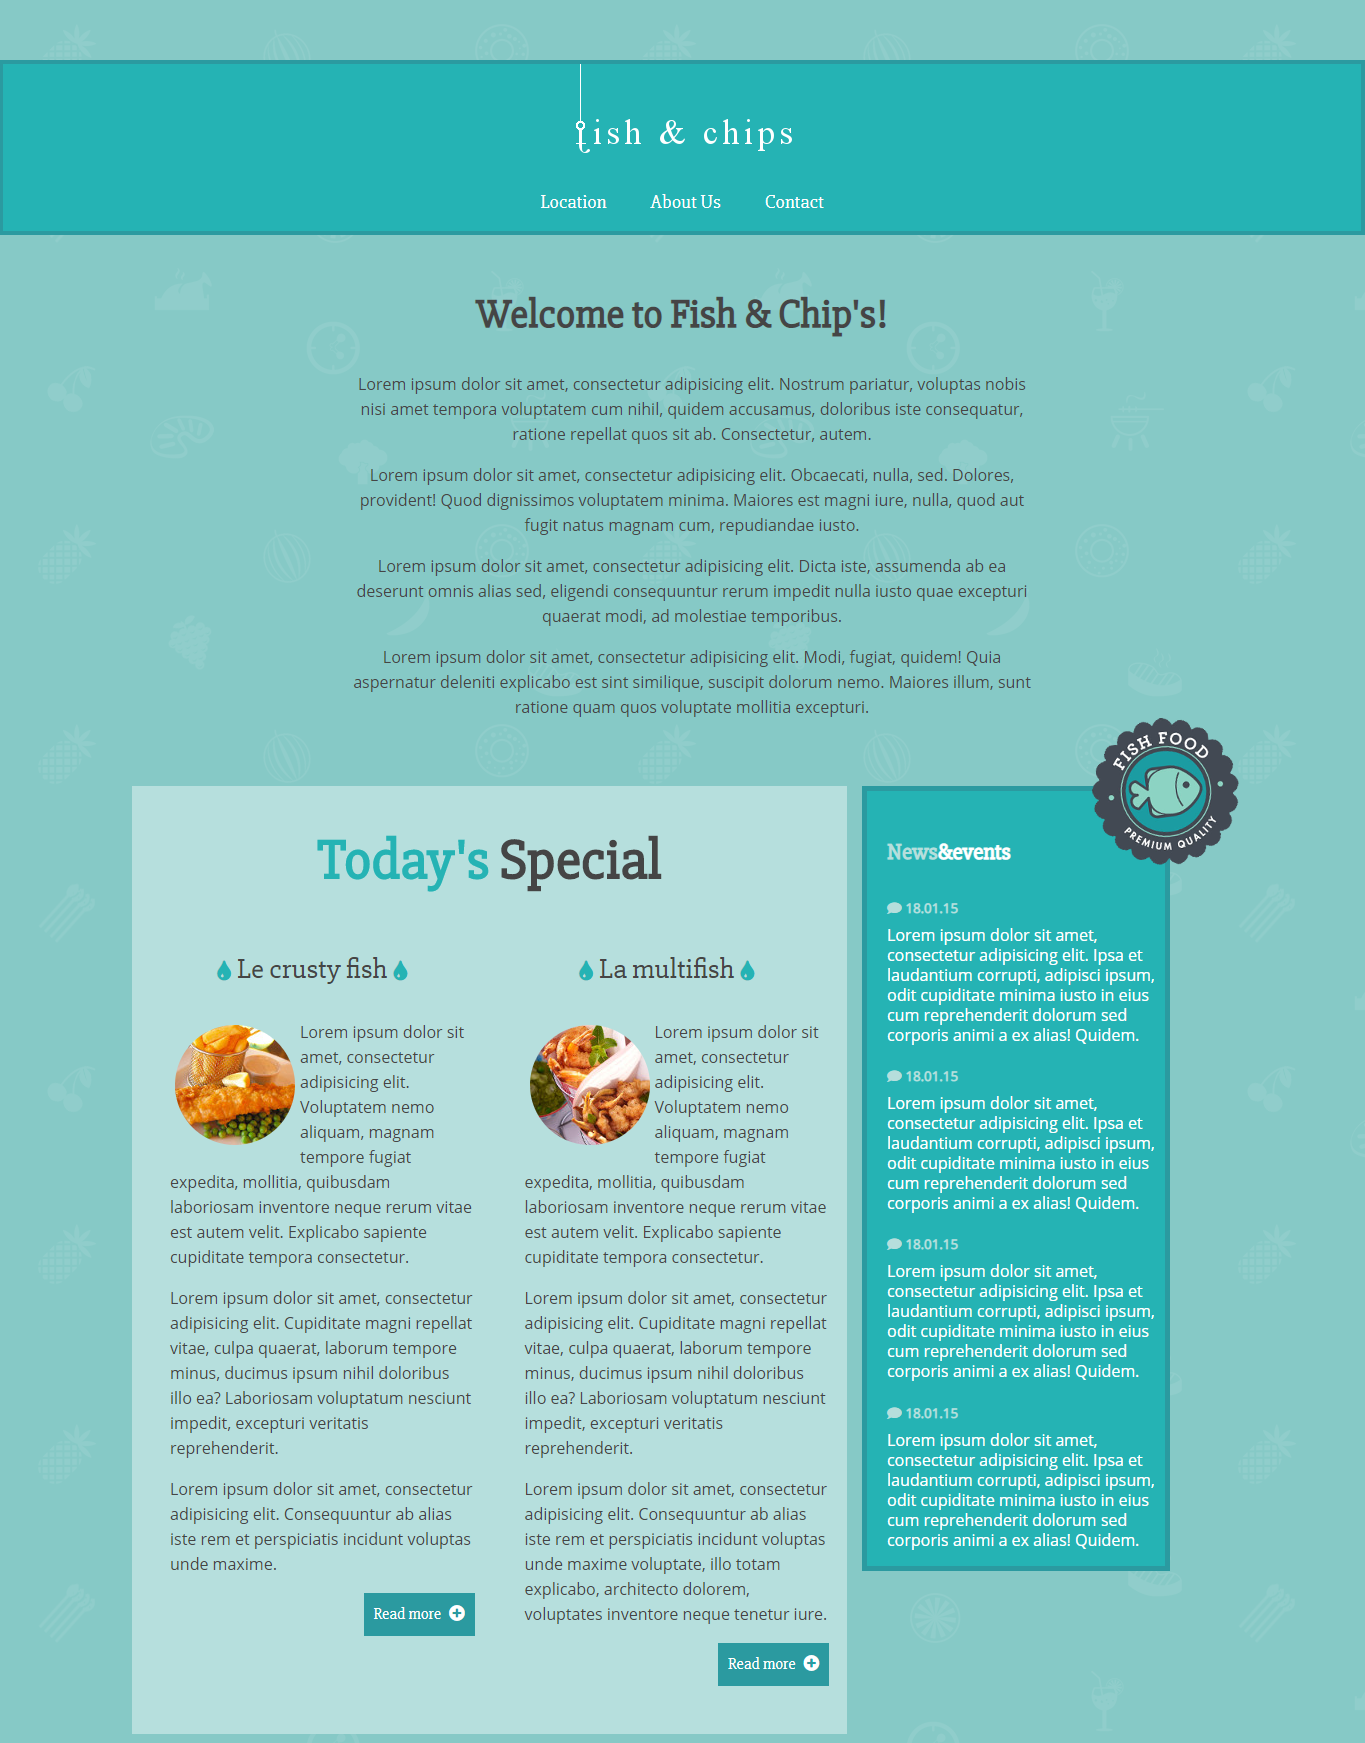 fish & chips
Location About Us Contact
Welcome to Fish & Chip's!
Lorem ipsum dolor sit amet, consectetur adipisicing elit. Nostrum pariatur, voluptas nobis
nisi amet tempora voluptatem cum nihil, quidem accusamus, doloribus iste consequatur,
ratione repellat quos sit ab. Consectetur, autem.
Lorem ipsum dolor sit amet, consectetur adipisicing elit. Obcaecati, nulla, sed. Dolores,
provident! Quod dignissimos voluptatem minima. Maiores est magni iure, nulla, quod aut
fugit natus magnam cum, repudiandae iusto.
Lorem ipsum dolor sit amet, consectetur adipisicing elit. Dicta iste, assumenda ab ea
deserunt omnis alias sed, eligendi consequuntur rerum impedit nulla iusto quae excepturi
quaerat modi, ad molestiae temporibus.
Lorem ipsum dolor sit amet, consectetur adipisicing elit. Modi, fugiat, quidem! Quia
aspernatur deleniti explicabo est sint similique, suscipit dolorum nemo. Maiores illum, sunt
ratione quam quos voluptate mollitia excepturi.
Today's Special
Le crusty fish
Lorem ipsum dolor sit
amet, consectetur
adipisicing elit.
Voluptatem nemo
aliquam, magnam
tempore fugiat
expedita, mollitia, quibusdam
laboriosam inventore neque rerum vitae
est autem velit. Explicabo sapiente
cupiditate tempora consectetur.
Lorem ipsum dolor sit amet, consectetur
adipisicing elit. Cupiditate magni repellat
vitae, culpa quaerat, laborum tempore
minus, ducimus ipsum nihil doloribus
illo ea? Laboriosam voluptatum nesciunt
impedit, excepturi veritatis
reprehenderit.
Lorem ipsum dolor sit amet, consectetur
adipisicing elit. Consequuntur ab alias
iste rem et perspiciatis incidunt voluptas
unde maxime.
Read more
La multifish
Lorem ipsum dolor sit
amet, consectetur
adipisicing elit.
Voluptatem nemo
aliquam, magnam
tempore fugiat
expedita, mollitia, quibusdam
laboriosam inventore neque rerum vitae
est autem velit. Explicabo sapiente
cupiditate tempora consectetur.
Lorem ipsum dolor sit amet, consectetur
adipisicing elit. Cupiditate magni repellat
vitae, culpa quaerat, laborum tempore
minus, ducimus ipsum nihil doloribus
illo ea? Laboriosam voluptatum nesciunt
impedit, excepturi veritatis
reprehenderit.
Lorem ipsum dolor sit amet, consectetur
adipisicing elit. Consequuntur ab alias
iste rem et perspiciatis incidunt voluptas
unde maxime voluptate, illo totam
explicabo, architecto dolorem,
voluptates inventore neque tenetur iure.
Read more
FISH FOOD
PREMIUM QUALITY
News&events
18.01.15
Lorem ipsum dolor sit amet,
consectetur adipisicing elit. Ipsa et
laudantium corrupti, adipisci ipsum,
odit cupiditate minima iusto in eius
cum reprehenderit dolorum sed
corporis animi a ex alias! Quidem.
18.01.15
Lorem ipsum dolor sit amet,
consectetur adipisicing elit. Ipsa et
laudantium corrupti, adipisci ipsum,
odit cupiditate minima iusto in eius
cum reprehenderit dolorum sed
corporis animi a ex alias! Quidem.
18.01.15
Lorem ipsum dolor sit amet,
consectetur adipisicing elit. Ipsa et
laudantium corrupti, adipisci ipsum,
odit cupiditate minima iusto in eius
cum reprehenderit dolorum sed
corporis animi a ex alias! Quidem.
18.01.15
Lorem ipsum dolor sit amet,
consectetur adipisicing elit. Ipsa et
laudantium corrupti, adipisci ipsum,
odit cupiditate minima iusto in eius
cum reprehenderit dolorum sed
corporis animi a ex alias! Quidem.